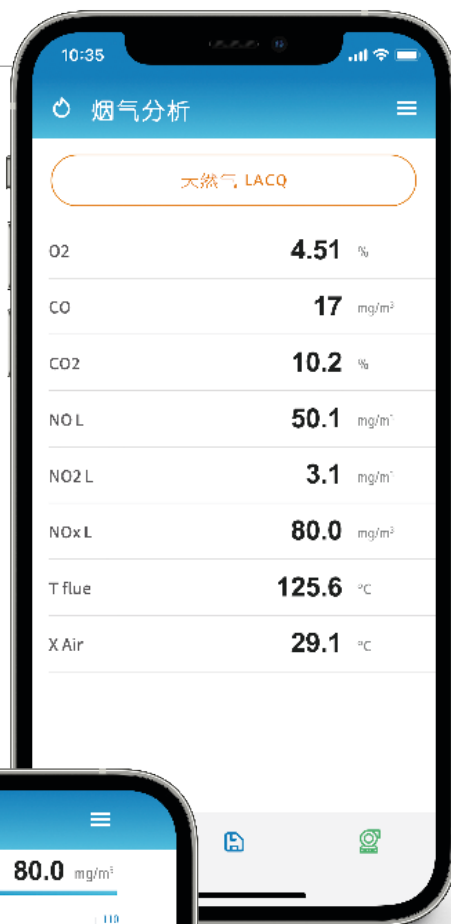 10:35
烟气分析
天然气 LACQ
O2 4.51 %
CO 17 mg/m³
CO2 10.2 %
NO L 50.1 mg/m³
NO2 L 3.1 mg/m³
NOx L 80.0 mg/m³
T flue 125.6 °C
X Air 29.1 °C
80.0 mg/m³